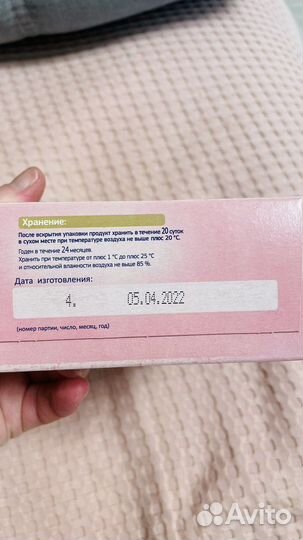 Хранение:
После вскрытия упаковки продукт хранить в течение 20 суток
в сухом месте при температуре воздуха не выше плюс 20 °С.
Годен в течение 24 месяцев.
Хранить при температуре от плюс 1 °С до плюс 25 °С
и относительной влажности воздуха не выше 85 %.
Дата изготовления:
4. 05.04.2022
(номер партии, число, месяц, год)
Avito